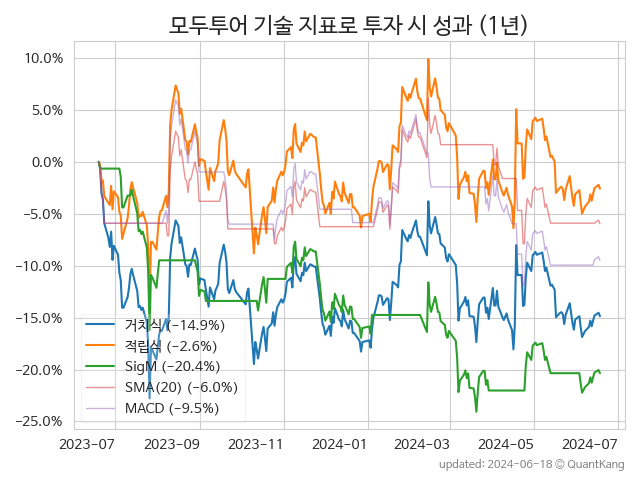 모두투어 기술 지표로 투자 시 성과 (1년)
10.0%
5.0%
0.0%
−5.0%
−10.0%
−15.0%
−20.0%
−25.0%
거치식 (−14.9%)
적립식 (−2.6%)
SigM (−20.4%)
SMA(20) (−6.0%)
MACD (−9.5%)
2023-07 2023-09 2023-11 2024-01 2024-03 2024-05 2024-07
updated: 2024-06-18 © QuantKang